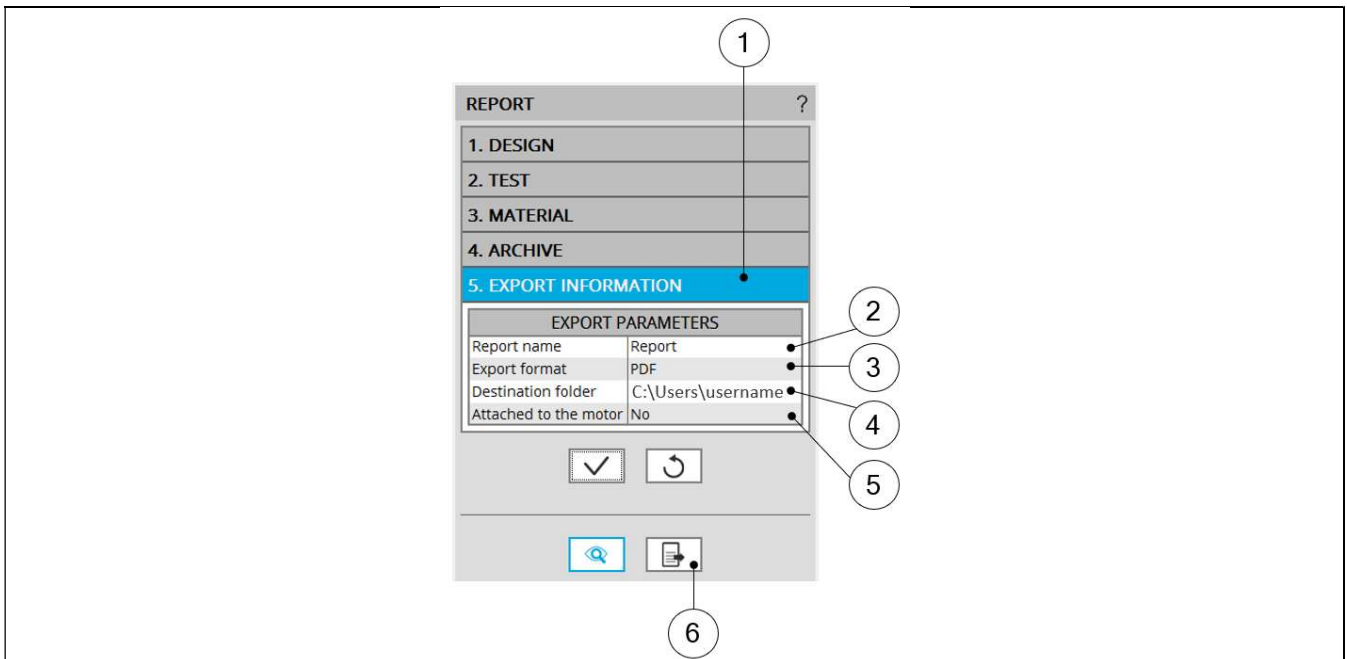 1
REPORT ?
1. DESIGN
2. TEST
3. MATERIAL
4. ARCHIVE
5. EXPORT INFORMATION
EXPORT PARAMETERS
2
Report name Report
Export format PDF
3
Destination folder C:\Users\username
4
Attached to the motor No
5
6